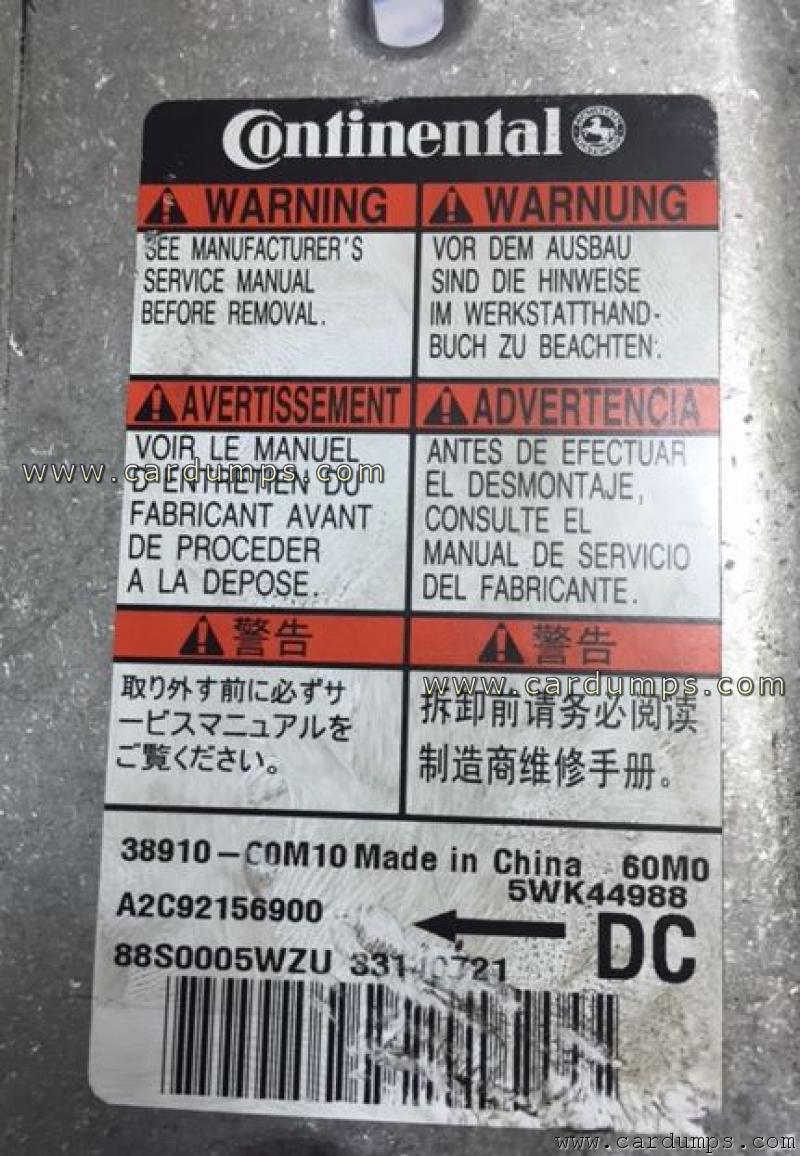 Continental
WARNING
SEE MANUFACTURER'S
SERVICE MANUAL
BEFORE REMOVAL.
WARNUNG
VOR DEM AUSBAU
SIND DIE HINWEISE
IM WERKSTATTHAND-
BUCH ZU BEACHTEN.
AVERTISSEMENT
VOIR LE MANUEL
D'ENTRETIEN DU
FABRICANT AVANT
DE PROCEDER
A LA DEPOSE.
ADVERTENCIA
ANTES DE EFECTUAR
EL DESMONTAJE,
CONSULTE EL
MANUAL DE SERVICIO
DEL FABRICANTE.
www.cardumps.com
警告
取り外す前に必ずサ
ービスマニュアルを
ご覧ください。
警告
拆卸前请务必阅读
制造商维修手册。
www.cardumps.com
38910-C0M10 Made in China 60M0
5WK44988
A2C92156900
DC
88S0005WZU
www.cardumps.com